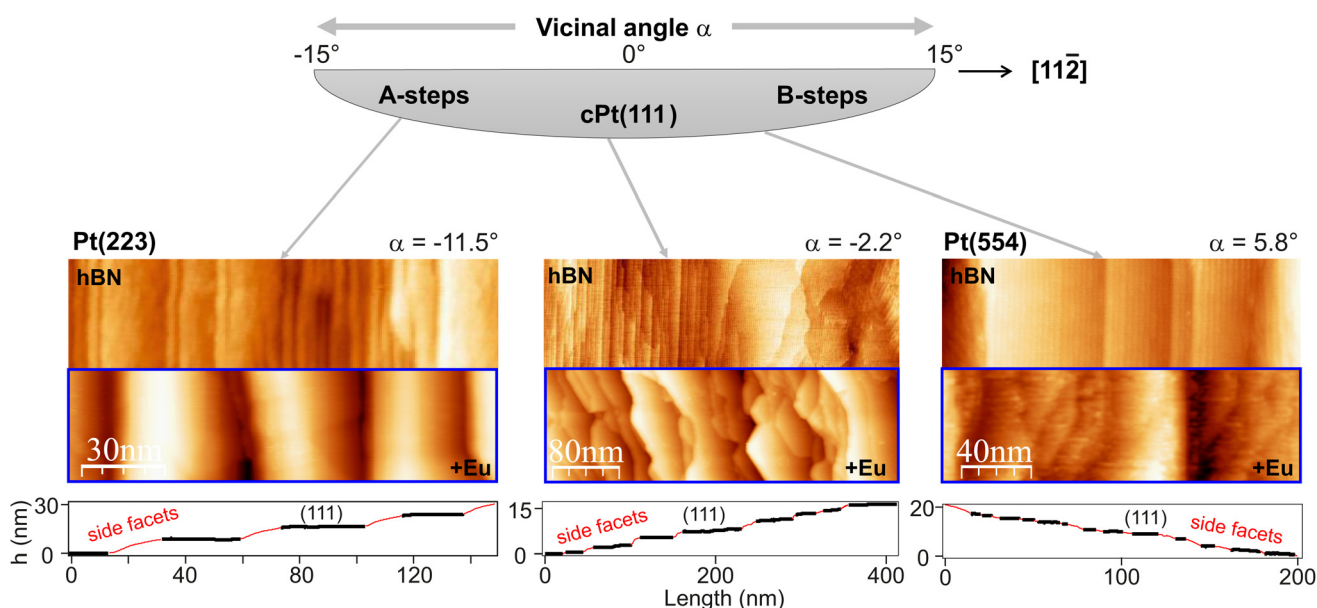 Vicinal angle α
-15° 0° 15°
[112̅]
A-steps B-steps
cPt(111)
Pt(223) α = -11.5° α = -2.2° Pt(554) α = 5.8°
hBN hBN hBN
30nm +Eu 80nm +Eu 40nm +Eu
30 15 20
h (nm)
side facets (111) side facets (111) (111) side facets
0 0 0
0 40 80 120 0 200 400 0 100 200
Length (nm)